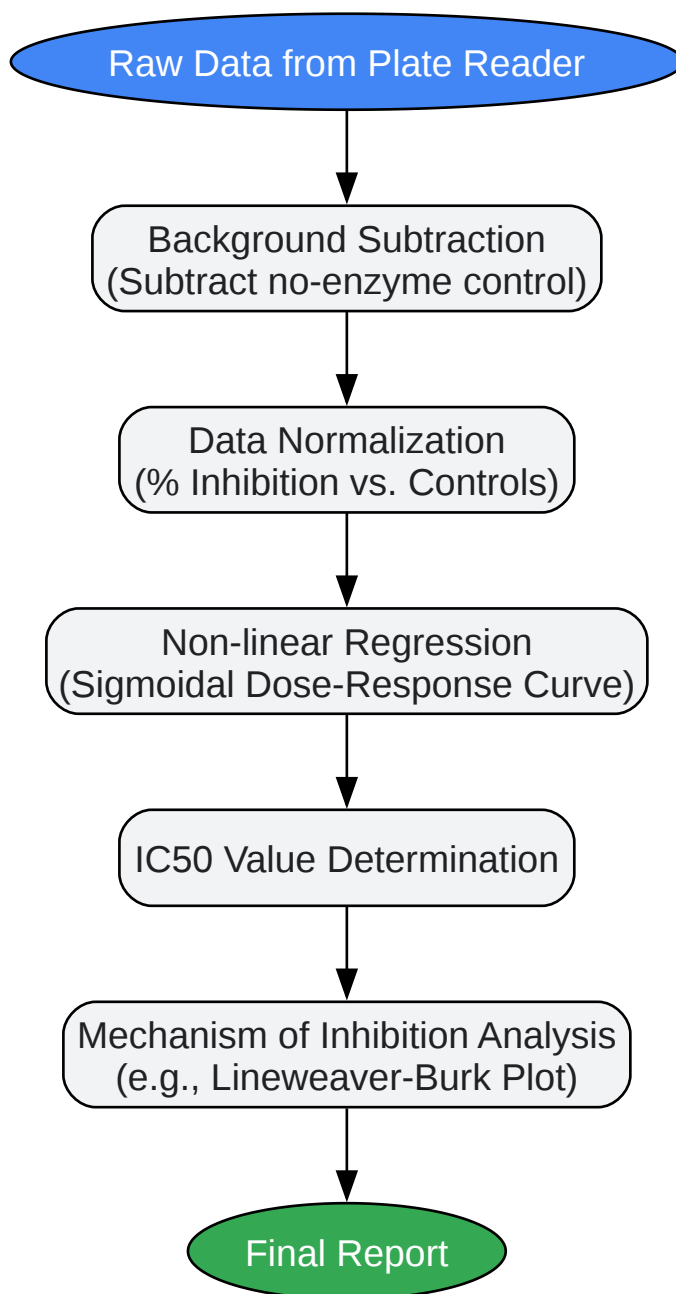 Raw Data from Plate Reader
Background Subtraction
(Subtract no-enzyme control)
Data Normalization
(% Inhibition vs. Controls)
Non-linear Regression
(Sigmoidal Dose-Response Curve)
IC50 Value Determination
Mechanism of Inhibition Analysis
(e.g., Lineweaver-Burk Plot)
Final Report